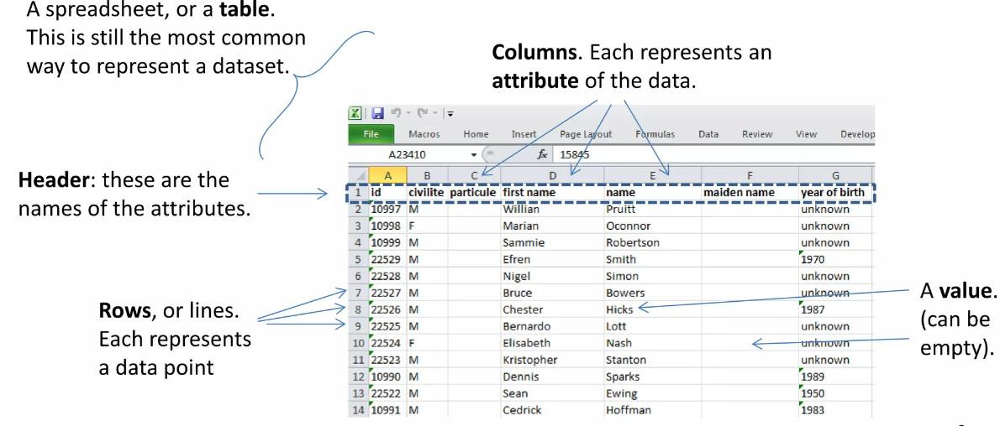 A spreadsheet, or a table.
This is still the most common
way to represent a dataset.
Columns. Each represents an
attribute of the data.
File Macros Home Insert Page Layout Formulas Data Review View Develop
A23410 fx 15845
A B C D E F G
Header: these are the
names of the attributes.
1 id civilite particule first name name maiden name year of birth
2 10997 M Willian Pruitt unknown
3 10998 F Marian Oconnor unknown
4 10999 M Sammie Robertson unknown
5 22529 M Efren Smith 1970
6 22528 M Nigel Simon unknown
7 22527 M Bruce Bowers unknown
8 22526 M Chester Hicks 1987
9 22525 M Bernardo Lott unknown
10 22524 F Elisabeth Nash unknown
11 22523 M Kristopher Stanton unknown
12 10990 M Dennis Sparks 1989
13 22522 M Sean Ewing 1950
14 10991 M Cedrick Hoffman 1983
Rows, or lines.
Each represents
a data point
A value.
(can be
empty).